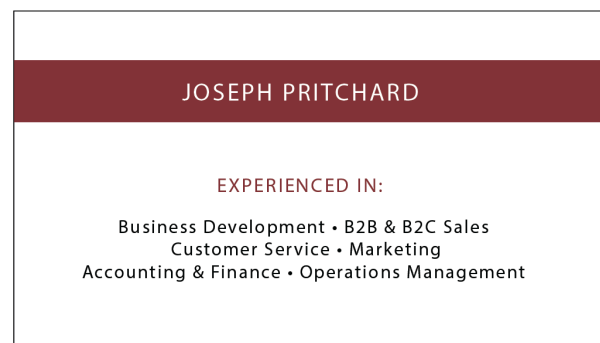 JOSEPH PRITCHARD
EXPERIENCED IN:
Business Development • B2B & B2C Sales
Customer Service • Marketing
Accounting & Finance • Operations Management